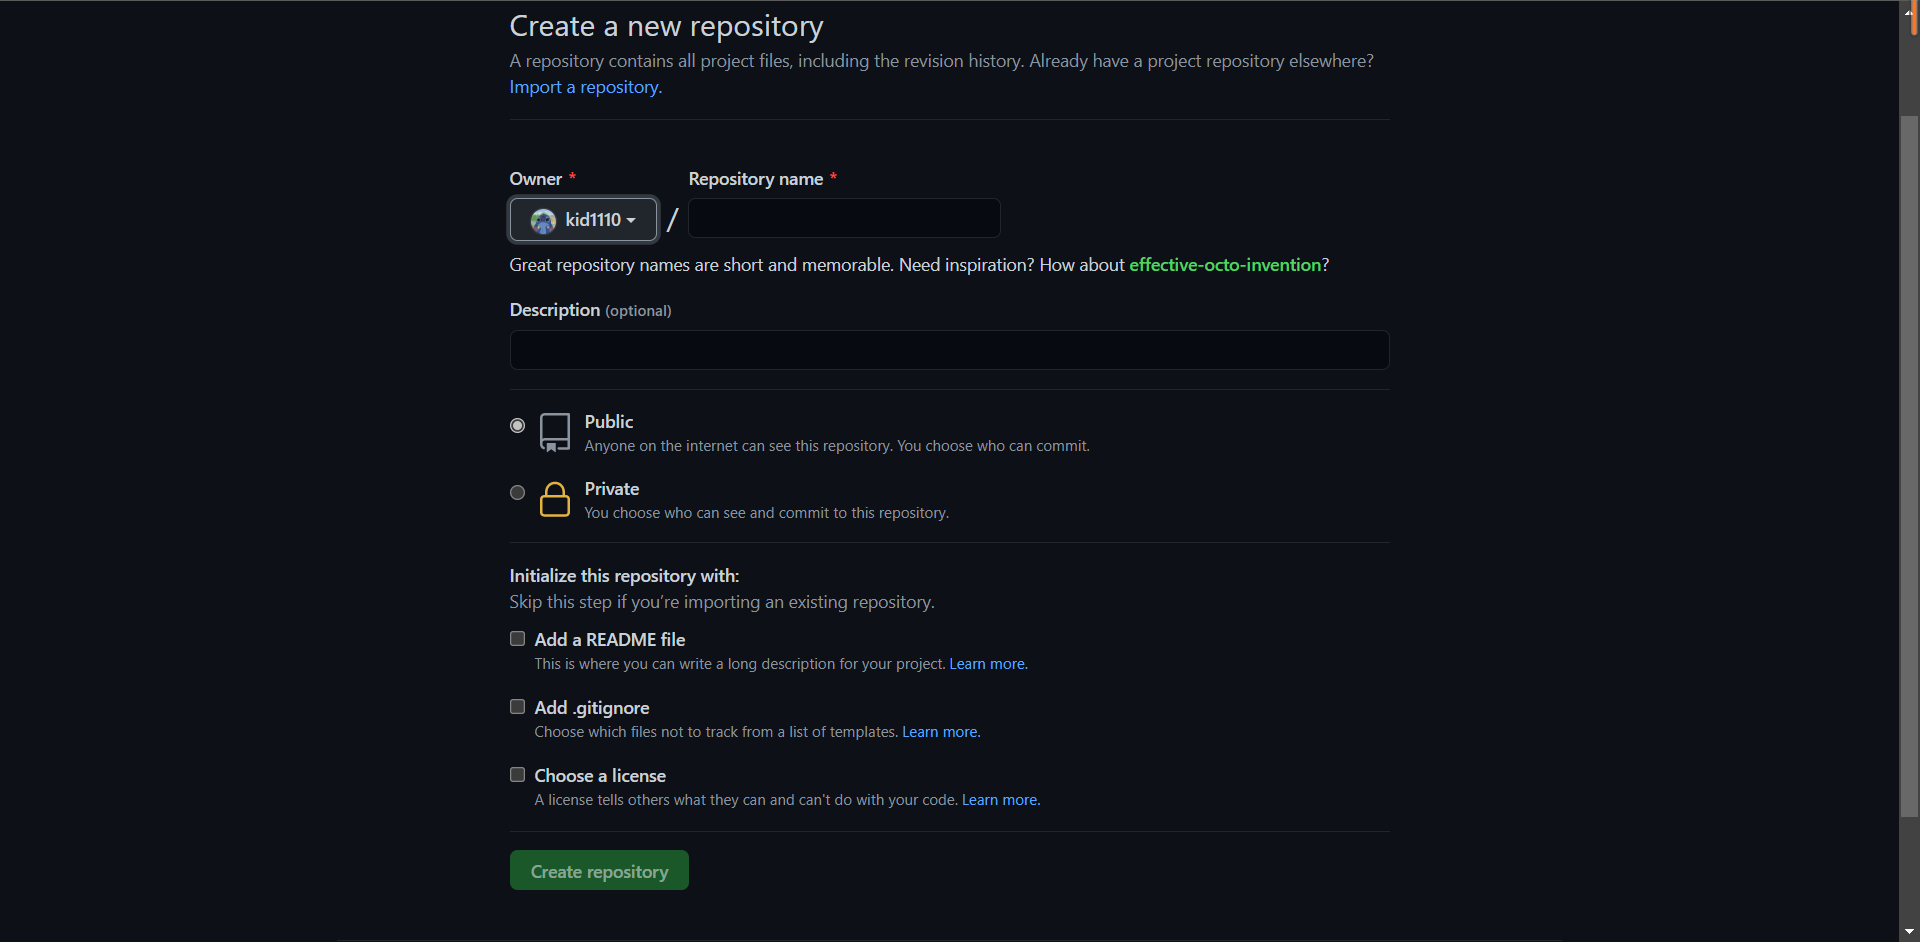 Create a new repository
A repository contains all project files, including the revision history. Already have a project repository elsewhere?
Import a repository.
Owner * Repository name *
kid1110 /
Great repository names are short and memorable. Need inspiration? How about effective-octo-invention?
Description (optional)
Public
Anyone on the internet can see this repository. You choose who can commit.
Private
You choose who can see and commit to this repository.
Initialize this repository with:
Skip this step if you’re importing an existing repository.
Add a README file
This is where you can write a long description for your project. Learn more.
Add .gitignore
Choose which files not to track from a list of templates. Learn more.
Choose a license
A license tells others what they can and can't do with your code. Learn more.
Create repository